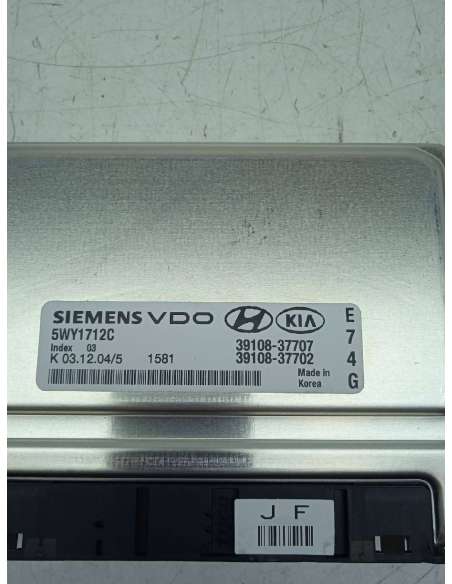 SIEMENS VDO HYUNDAI KIA
5WY1712C
Index 03 39108-37707
K 03.12.04/5 1581 39108-37702
Made in
Korea
E
7
4
G
J F